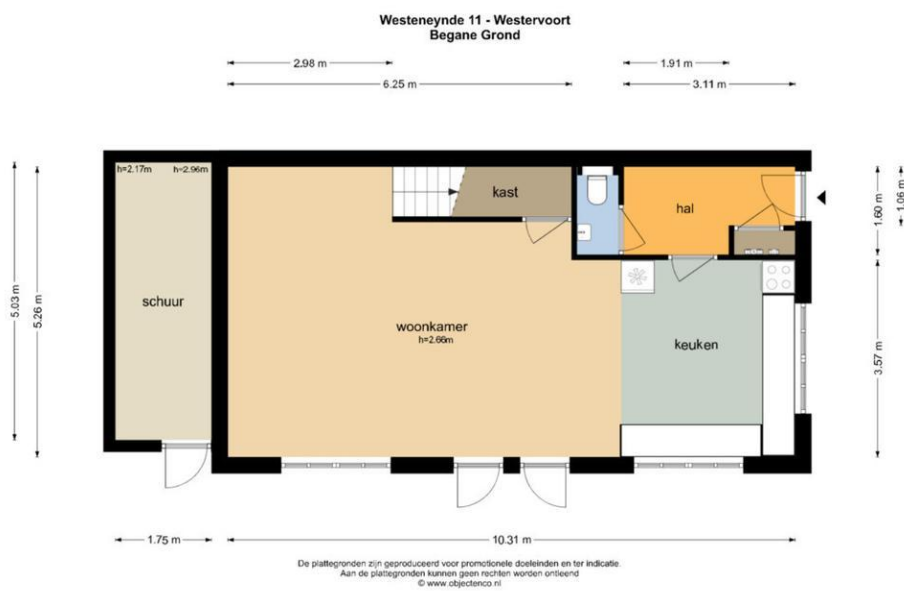 Westeneynde 11 - Westervoort
Begane Grond
2.98 m
1.91 m
6.25 m
3.11 m
h=2.17m
h=2.96m
kast
hal
1.60 m
1.06 m
5.03 m
5.26 m
schuur
woonkamer
h=2.66m
keuken
3.57 m
1.75 m
10.31 m
De plattegronden zijn geproduceerd voor promotionele doeleinden en ter indicatie.
Aan de plattegronden kunnen geen rechten worden ontleend
© www.objectenco.nl